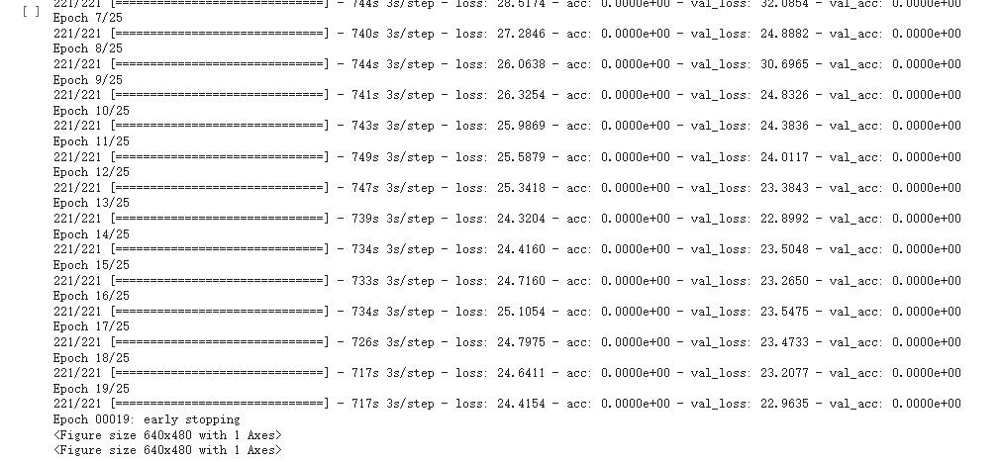 [ ]
221/221 [==============================] - 744s 3s/step - loss: 28.5174 - acc: 0.0000e+00 - val_loss: 32.0854 - val_acc: 0.0000e+00
Epoch 7/25
221/221 [==============================] - 740s 3s/step - loss: 27.2846 - acc: 0.0000e+00 - val_loss: 24.8882 - val_acc: 0.0000e+00
Epoch 8/25
221/221 [==============================] - 744s 3s/step - loss: 26.0638 - acc: 0.0000e+00 - val_loss: 30.6965 - val_acc: 0.0000e+00
Epoch 9/25
221/221 [==============================] - 741s 3s/step - loss: 26.3254 - acc: 0.0000e+00 - val_loss: 24.8326 - val_acc: 0.0000e+00
Epoch 10/25
221/221 [==============================] - 743s 3s/step - loss: 25.9869 - acc: 0.0000e+00 - val_loss: 24.3836 - val_acc: 0.0000e+00
Epoch 11/25
221/221 [==============================] - 749s 3s/step - loss: 25.5879 - acc: 0.0000e+00 - val_loss: 24.0117 - val_acc: 0.0000e+00
Epoch 12/25
221/221 [==============================] - 747s 3s/step - loss: 25.3418 - acc: 0.0000e+00 - val_loss: 23.3843 - val_acc: 0.0000e+00
Epoch 13/25
221/221 [==============================] - 739s 3s/step - loss: 24.3204 - acc: 0.0000e+00 - val_loss: 22.8992 - val_acc: 0.0000e+00
Epoch 14/25
221/221 [==============================] - 734s 3s/step - loss: 24.4160 - acc: 0.0000e+00 - val_loss: 23.5048 - val_acc: 0.0000e+00
Epoch 15/25
221/221 [==============================] - 733s 3s/step - loss: 24.7160 - acc: 0.0000e+00 - val_loss: 23.2650 - val_acc: 0.0000e+00
Epoch 16/25
221/221 [==============================] - 734s 3s/step - loss: 25.1054 - acc: 0.0000e+00 - val_loss: 23.5475 - val_acc: 0.0000e+00
Epoch 17/25
221/221 [==============================] - 726s 3s/step - loss: 24.7975 - acc: 0.0000e+00 - val_loss: 23.4733 - val_acc: 0.0000e+00
Epoch 18/25
221/221 [==============================] - 717s 3s/step - loss: 24.6411 - acc: 0.0000e+00 - val_loss: 23.2077 - val_acc: 0.0000e+00
Epoch 19/25
221/221 [==============================] - 717s 3s/step - loss: 24.4154 - acc: 0.0000e+00 - val_loss: 22.9635 - val_acc: 0.0000e+00
Epoch 00019: early stopping
<Figure size 640x480 with 1 Axes>
<Figure size 640x480 with 1 Axes>